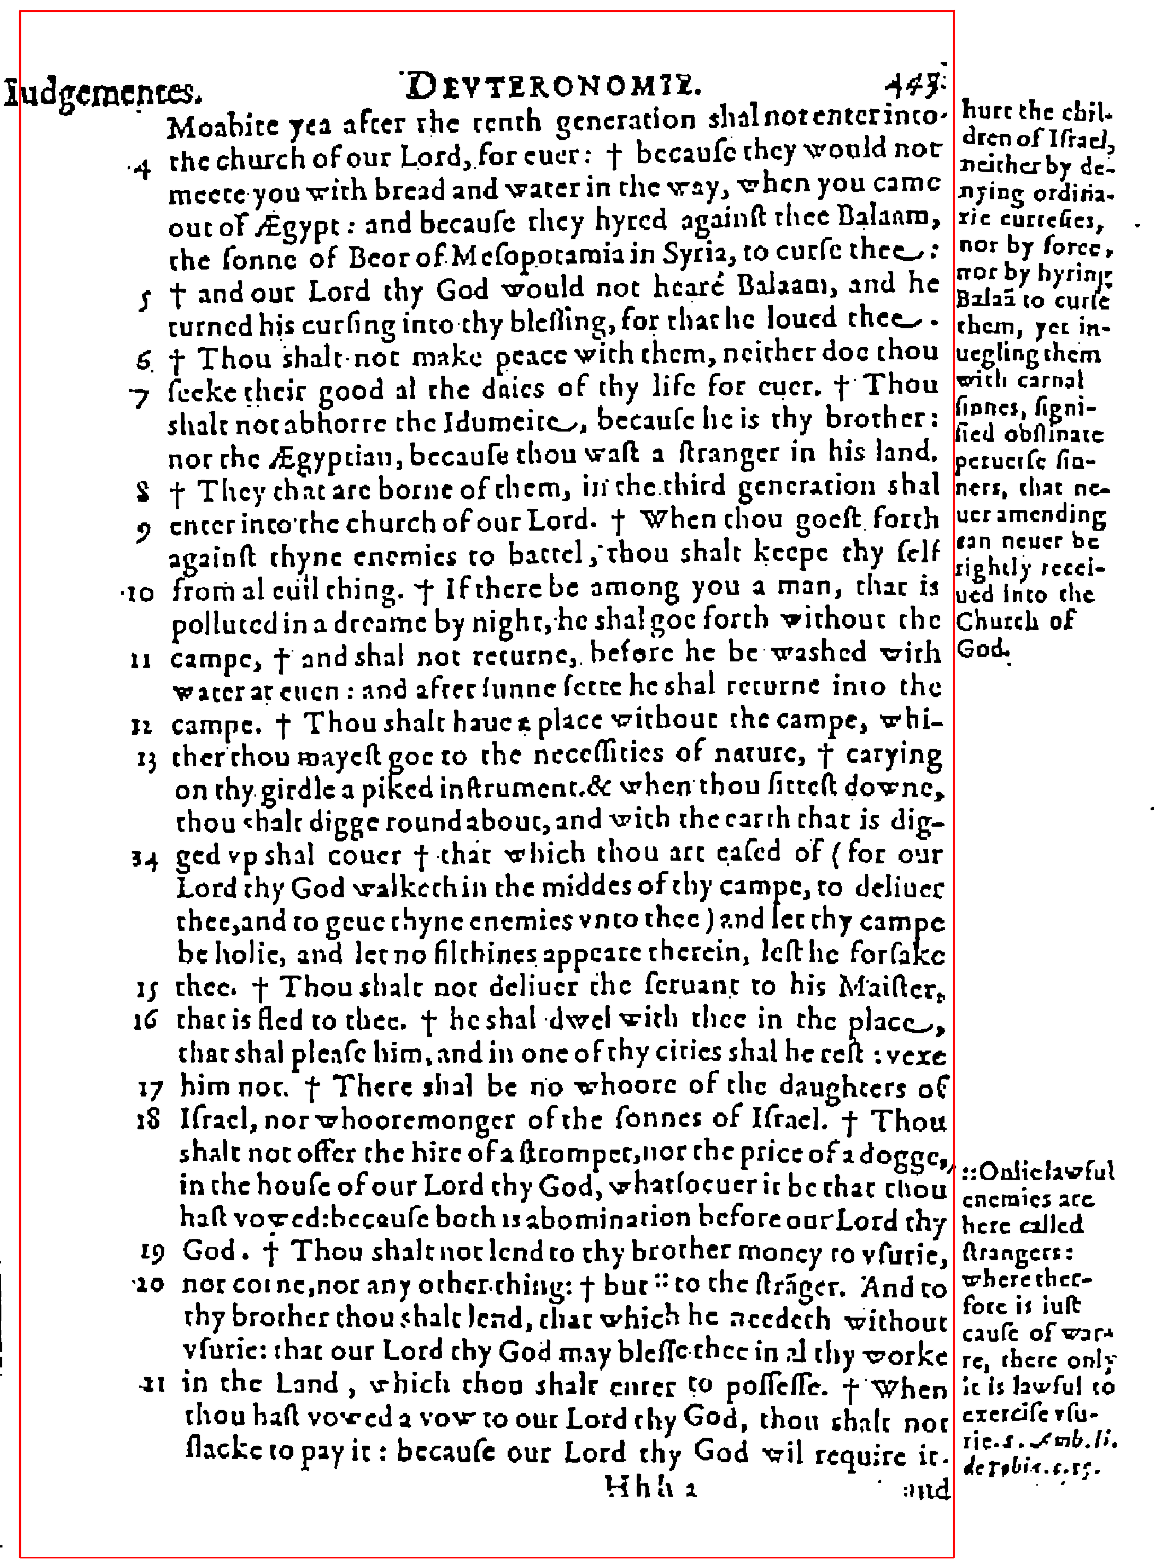 Iudgementes. DEVTERONOMIE. 443.
Moabite yea after the tenth generation shal not enter into
4 the church of our Lord, for euer: † becauſe they would not
meete you with bread and water in the way, when you came
out of Ægypt: and becauſe they hyred againſt thee Balaam,
the ſonne of Beor of Meſopotamia in Syria, to curſe thee:
5 † and our Lord thy God would not heare Balaam, and he
turned his curſing into thy bleſſing, for that he loued thee.
6 † Thou shalt not make peace with them, neither doe thou
7 ſeeke their good al the daies of thy life for euer. † Thou
shalt not abhorre the Idumeite, becauſe he is thy brother:
nor the Ægyptian, becauſe thou waſt a ſtranger in his land.
8 † They that are borne of them, in the third generation shal
9 enter into the church of our Lord. † When thou goeſt forth
againſt thyne enemies to battel, thou shalt keepe thy ſelf
10 from al euil thing. † If there be among you a man, that is
polluted in a dreame by night, he shal goe forth without the
11 campe, † and shal not returne, before he be washed with
water at euen: and after ſunne ſette he shal returne into the
12 campe. † Thou shalt haue a place without the campe, whi-
13 ther thou mayeſt goe to the neceſſities of nature, † carying
on thy girdle a piked inſtrument. & when thou ſitteſt downe,
thou shalt digge round about, and with the earth that is dig-
14 ged vp shal couer † that which thou art eaſed of (for our
Lord thy God walketh in the middes of thy campe, to deliuer
thee, and to geue thyne enemies vnto thee) and let thy campe
be holie, and let no filthines appeare therein, leſt he forſake
15 thee. † Thou shalt not deliuer the ſeruant to his Maiſter,
16 that is fled to thee. † he shal dwel with thee in the place,
that shal pleaſe him, and in one of thy cities shal he reſt: vexe
17 him not. † There shal be no whoore of the daughters of
18 Iſrael, nor whooremonger of the ſonnes of Iſrael. † Thou
shalt not offer the hire of a ſtrompet, nor the price of a dogge,
in the houſe of our Lord thy God, whatſoeuer it be that thou
haſt vowed: becauſe both is abomination before our Lord thy
19 God. † Thou shalt not lend to thy brother money to vſurie,
20 nor corne, nor any other thing: † but :: to the ſtrāger. And to
thy brother thou shalt lend, that which he needeth without
vſurie: that our Lord thy God may bleſſe thee in al thy worke
21 in the Land, which thou shalt enter to poſſeſſe. † When
thou haſt vowed a vow to our Lord thy God, thou shalt not
ſlacke to pay it: becauſe our Lord thy God wil require it.
Hhh 2 and
hurt the chil-
dren of Iſrael,
neither by de-
nying ordina-
rie curteſies,
nor by force,
nor by hyring
Balaā to curſe
them, yet in-
uegling them
with carnal
ſinnes, ſigni-
fied obſtinate
peruerſe ſin-
ners, that ne-
uer amending
can neuer be
rightly recei-
ued into the
Church of
God.
::Onlie lawful
enemies are
here called
ſtrangers:
where ther-
fore is iuſt
cauſe of war-
re, there only
it is lawful to
exerciſe vſu-
rie. S. Amb. li.
de Tobia. c. 15.